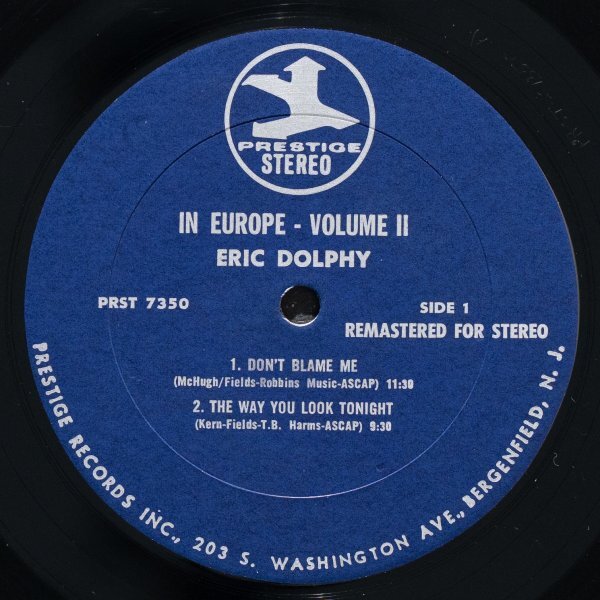 PRESTIGE
STEREO
IN EUROPE - VOLUME II
ERIC DOLPHY
PRST 7350
SIDE 1
REMASTERED FOR STEREO
1. DON'T BLAME ME
(McHugh/Fields-Robbins Music-ASCAP) 11:30
2. THE WAY YOU LOOK TONIGHT
(Kern-Fields-T.B. Harms-ASCAP) 9:30
PRESTIGE RECORDS INC., 203 S. WASHINGTON AVE., BERGENFIELD, N. J.